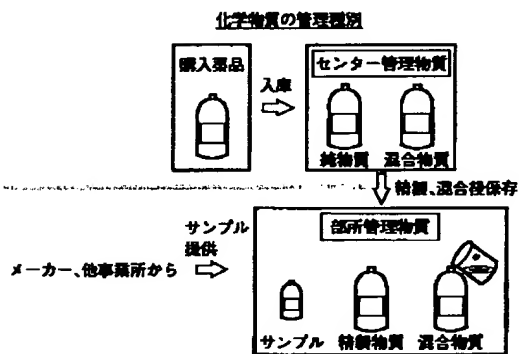 化学物質の管理種別
購入薬品
入庫
センター管理物質
純物質
混合物質
精製、混合後保存
サンプル
提供
部所管理物質
メーカー、他事業所から
サンプル
精製物質
混合物質